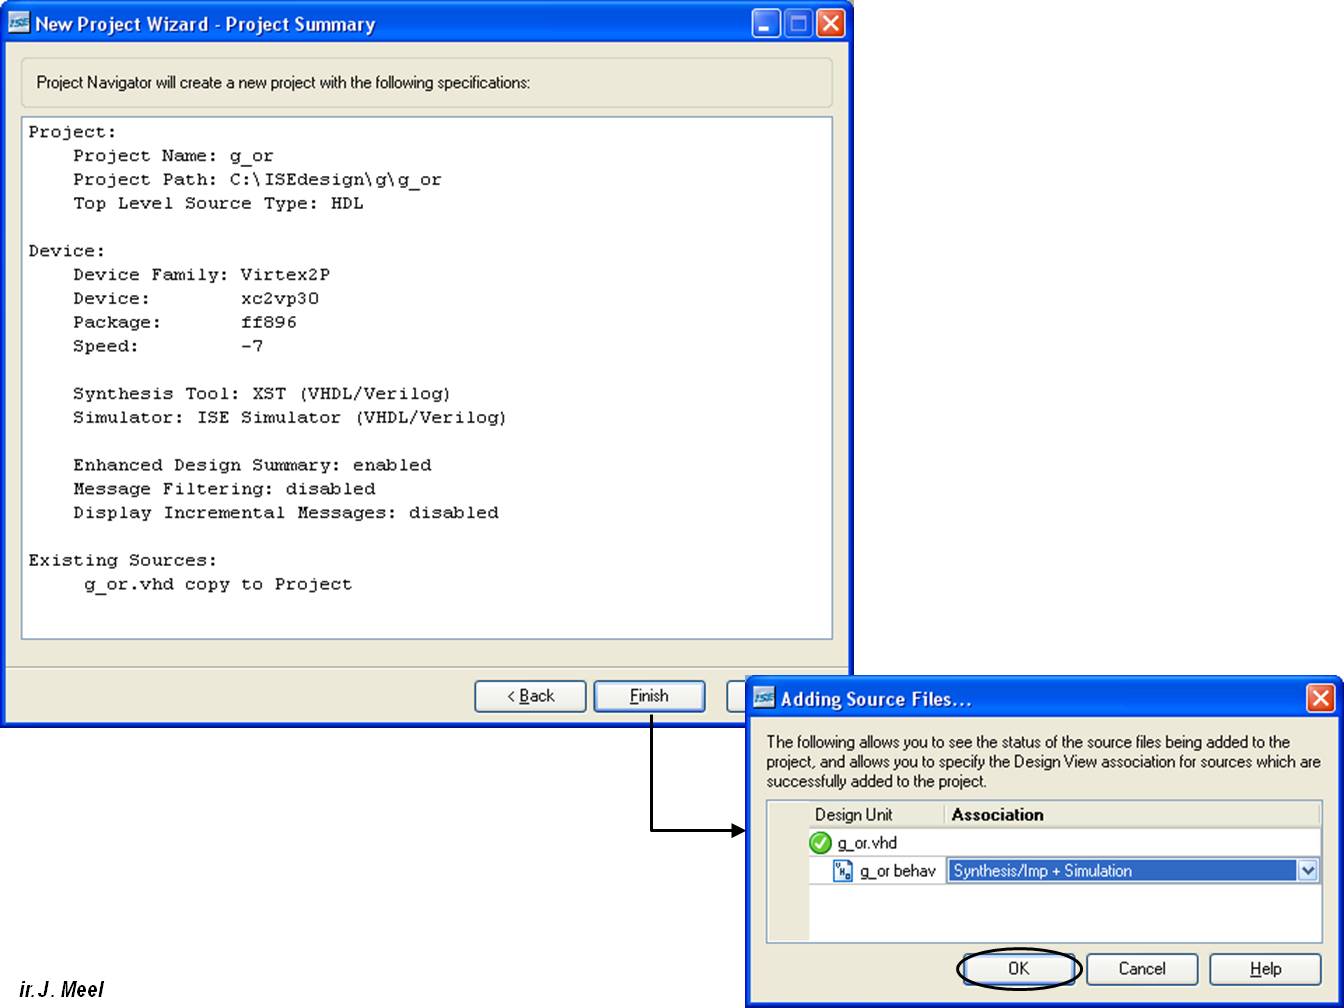 ISE New Project Wizard - Project Summary
Project Navigator will create a new project with the following specifications:
Project:
Project Name: g_or
Project Path: C:\ISEdesign\g\g_or
Top Level Source Type: HDL
Device:
Device Family: Virtex2P
Device: xc2vp30
Package: ff896
Speed: -7
Synthesis Tool: XST (VHDL/Verilog)
Simulator: ISE Simulator (VHDL/Verilog)
Enhanced Design Summary: enabled
Message Filtering: disabled
Display Incremental Messages: disabled
Existing Sources:
g_or.vhd copy to Project
< Back Finish
ISE Adding Source Files...
The following allows you to see the status of the source files being added to the
project, and allows you to specify the Design View association for sources which are
successfully added to the project.
Design Unit Association
g_or.vhd
g_or behav Synthesis/Imp + Simulation
OK Cancel Help
ir. J. Meel